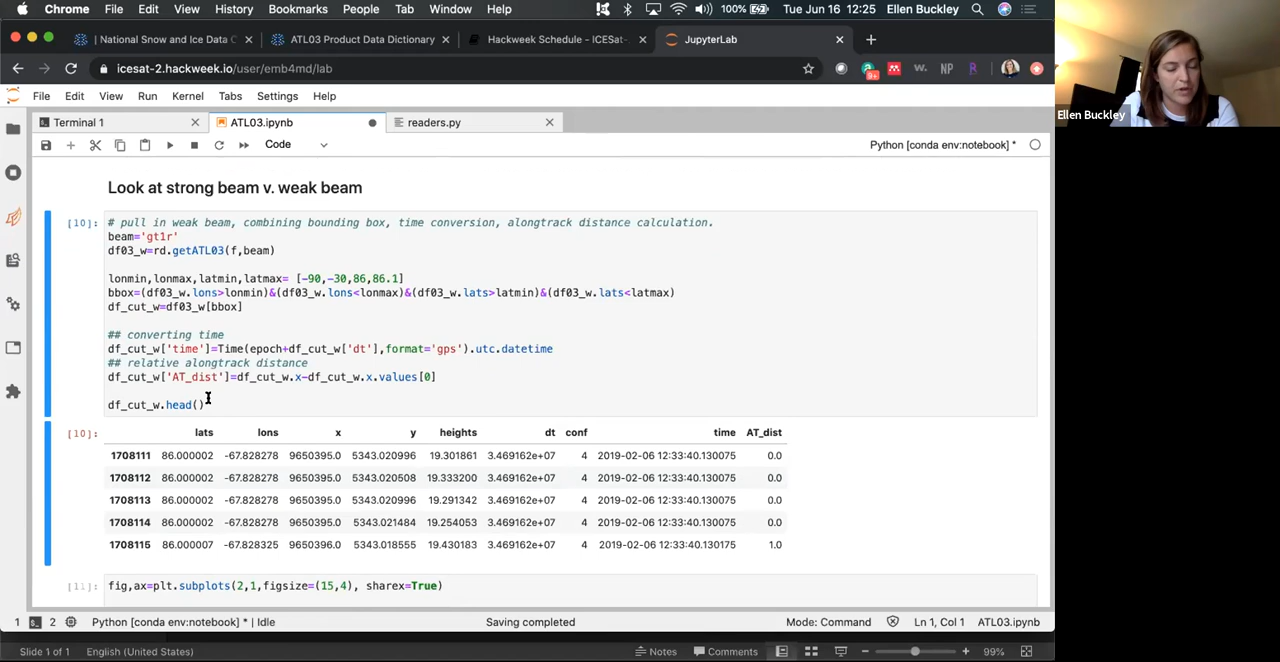 Chrome File Edit View History Bookmarks People Tab Window Help 100% Tue Jun 16 12:25 Ellen Buckley
| National Snow and Ice Data C ATL03 Product Data Dictionary Hackweek Schedule - ICESat- JupyterLab
icesat-2.hackweek.io/user/emb4md/lab 9+ w. NP R
File Edit View Run Kernel Tabs Settings Help
Ellen Buckley
Terminal 1 ATL03.ipynb readers.py
Code Python [conda env:notebook] *
Look at strong beam v. weak beam
[10]: # pull in weak beam, combining bounding box, time conversion, alongtrack distance calculation.
beam='gt1r'
df03_w=rd.getATL03(f,beam)
lonmin,lonmax,latmin,latmax= [-90,-30,86,86.1]
bbox=(df03_w.lons>lonmin)&(df03_w.lons<lonmax)&(df03_w.lats>latmin)&(df03_w.lats<latmax)
df_cut_w=df03_w[bbox]
## converting time
df_cut_w['time']=Time(epoch+df_cut_w['dt'],format='gps').utc.datetime
## relative alongtrack distance
df_cut_w['AT_dist']=df_cut_w.x-df_cut_w.x.values[0]
df_cut_w.head()
[10]: lats lons x y heights dt conf time AT_dist
1708111 86.000002 -67.828278 9650395.0 5343.020996 19.301861 3.469162e+07 4 2019-02-06 12:33:40.130075 0.0
1708112 86.000002 -67.828278 9650395.0 5343.020508 19.333200 3.469162e+07 4 2019-02-06 12:33:40.130075 0.0
1708113 86.000002 -67.828278 9650395.0 5343.020996 19.291342 3.469162e+07 4 2019-02-06 12:33:40.130075 0.0
1708114 86.000002 -67.828278 9650395.0 5343.021484 19.254053 3.469162e+07 4 2019-02-06 12:33:40.130075 0.0
1708115 86.000007 -67.828325 9650396.0 5343.018555 19.430183 3.469162e+07 4 2019-02-06 12:33:40.130175 1.0
[11]: fig,ax=plt.subplots(2,1,figsize=(15,4), sharex=True)
1 2 Python [conda env:notebook] * | Idle Saving completed Mode: Command Ln 1, Col 1 ATL03.ipynb
Slide 1 of 1 English (United States) Notes Comments 99%